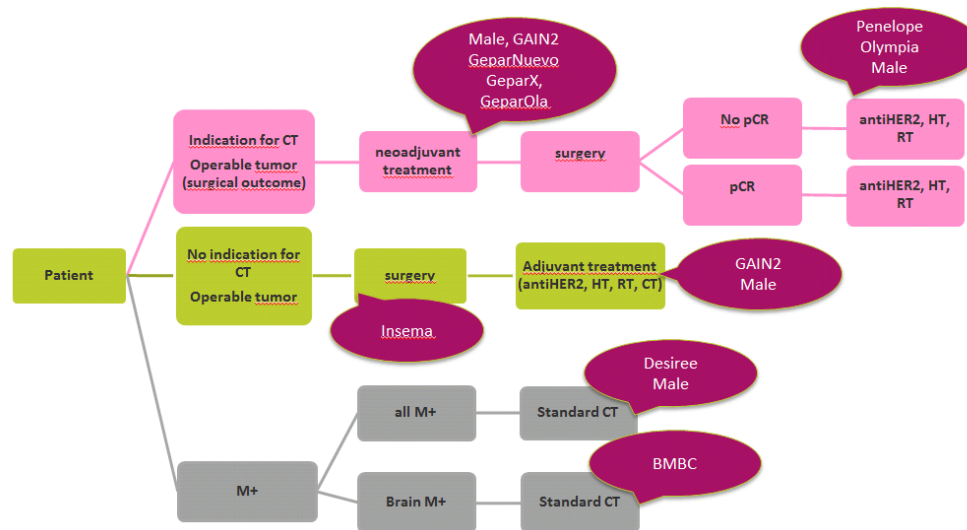 Male, GAIN2
GeparNuevo
GeparX,
GeparOla
Penelope
Olympia
Male
Indication for CT
Operable tumor
(surgical outcome)
neoadjuvant
treatment
surgery
No pCR
antiHER2, HT,
RT
pCR
antiHER2, HT,
RT
Patient
No indication for
CT
Operable tumor
surgery
Adjuvant treatment
(antiHER2, HT, RT, CT)
GAIN2
Male
Insema
Desiree
Male
all M+
Standard CT
BMBC
M+
Brain M+
Standard CT